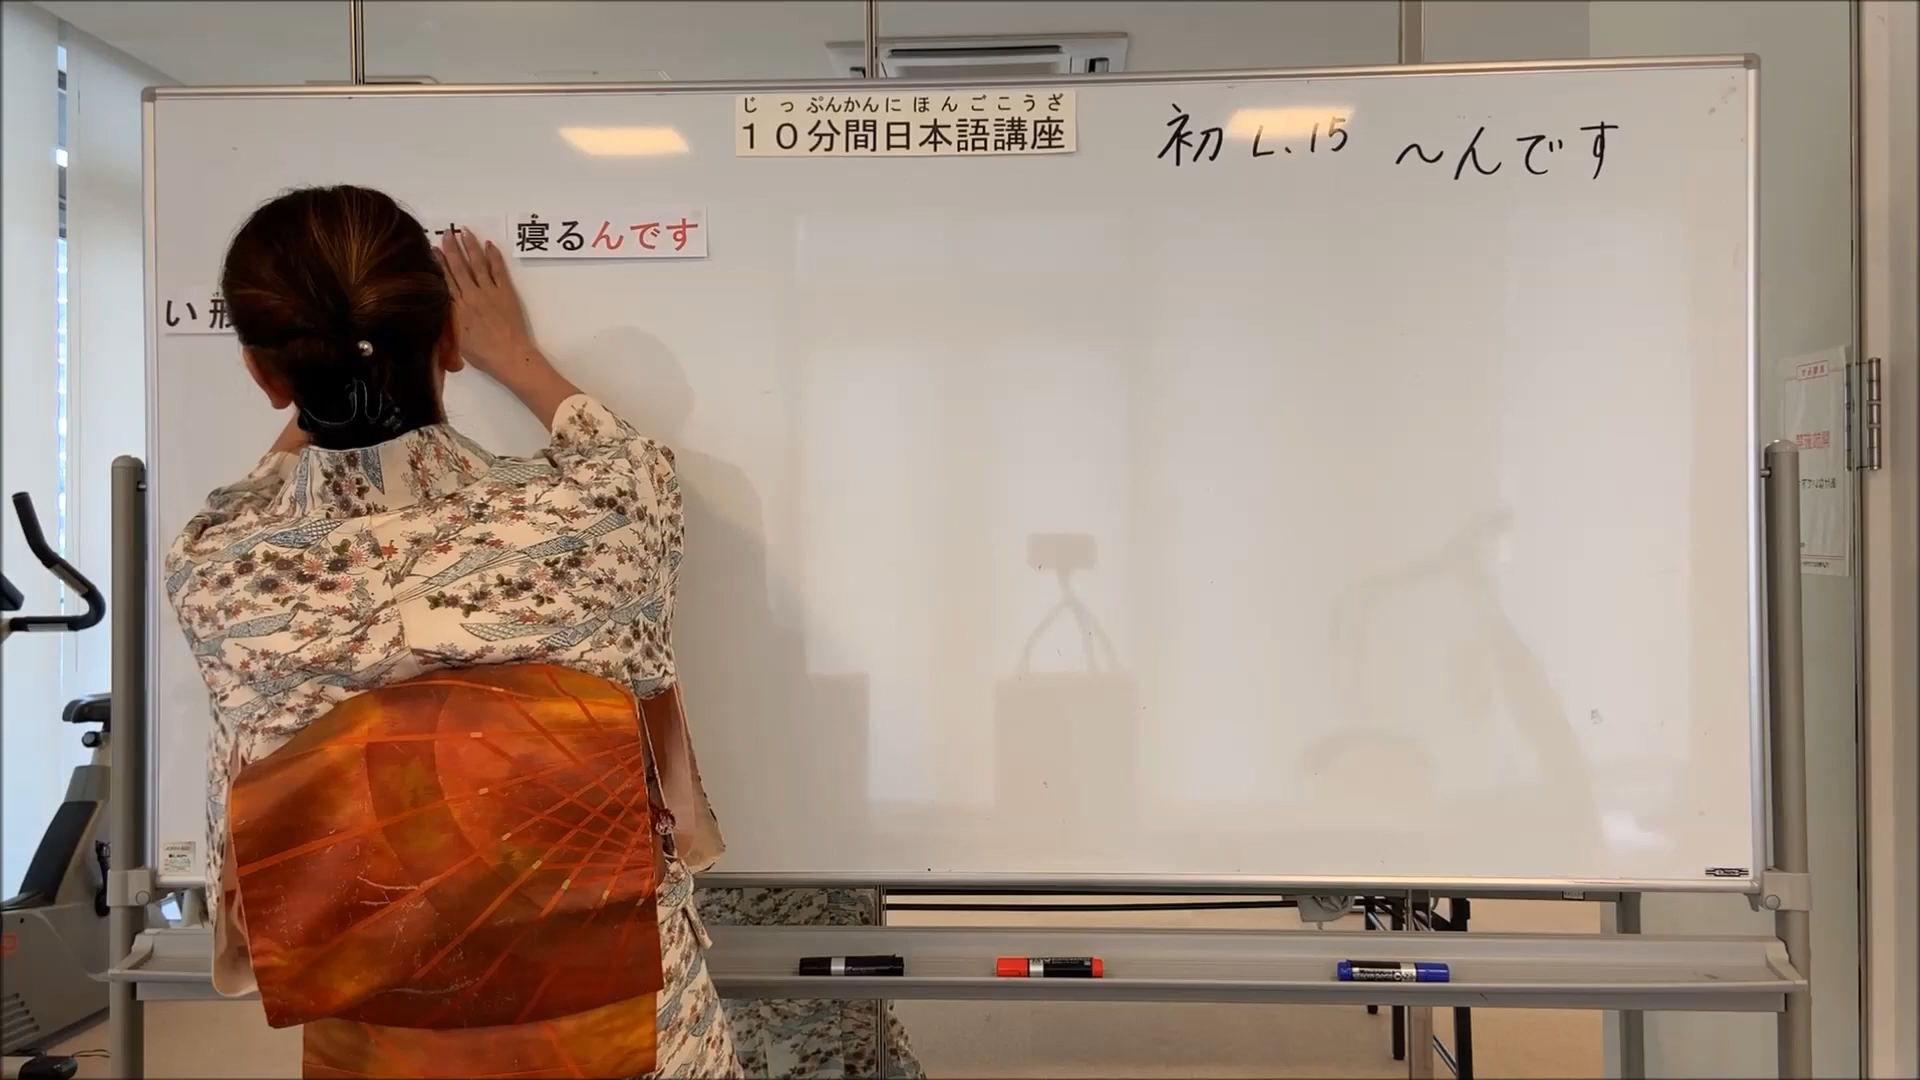 じっぷんかんにほんごこうざ
10分間日本語講座
初 L.15 〜んです
寝るんです
い形